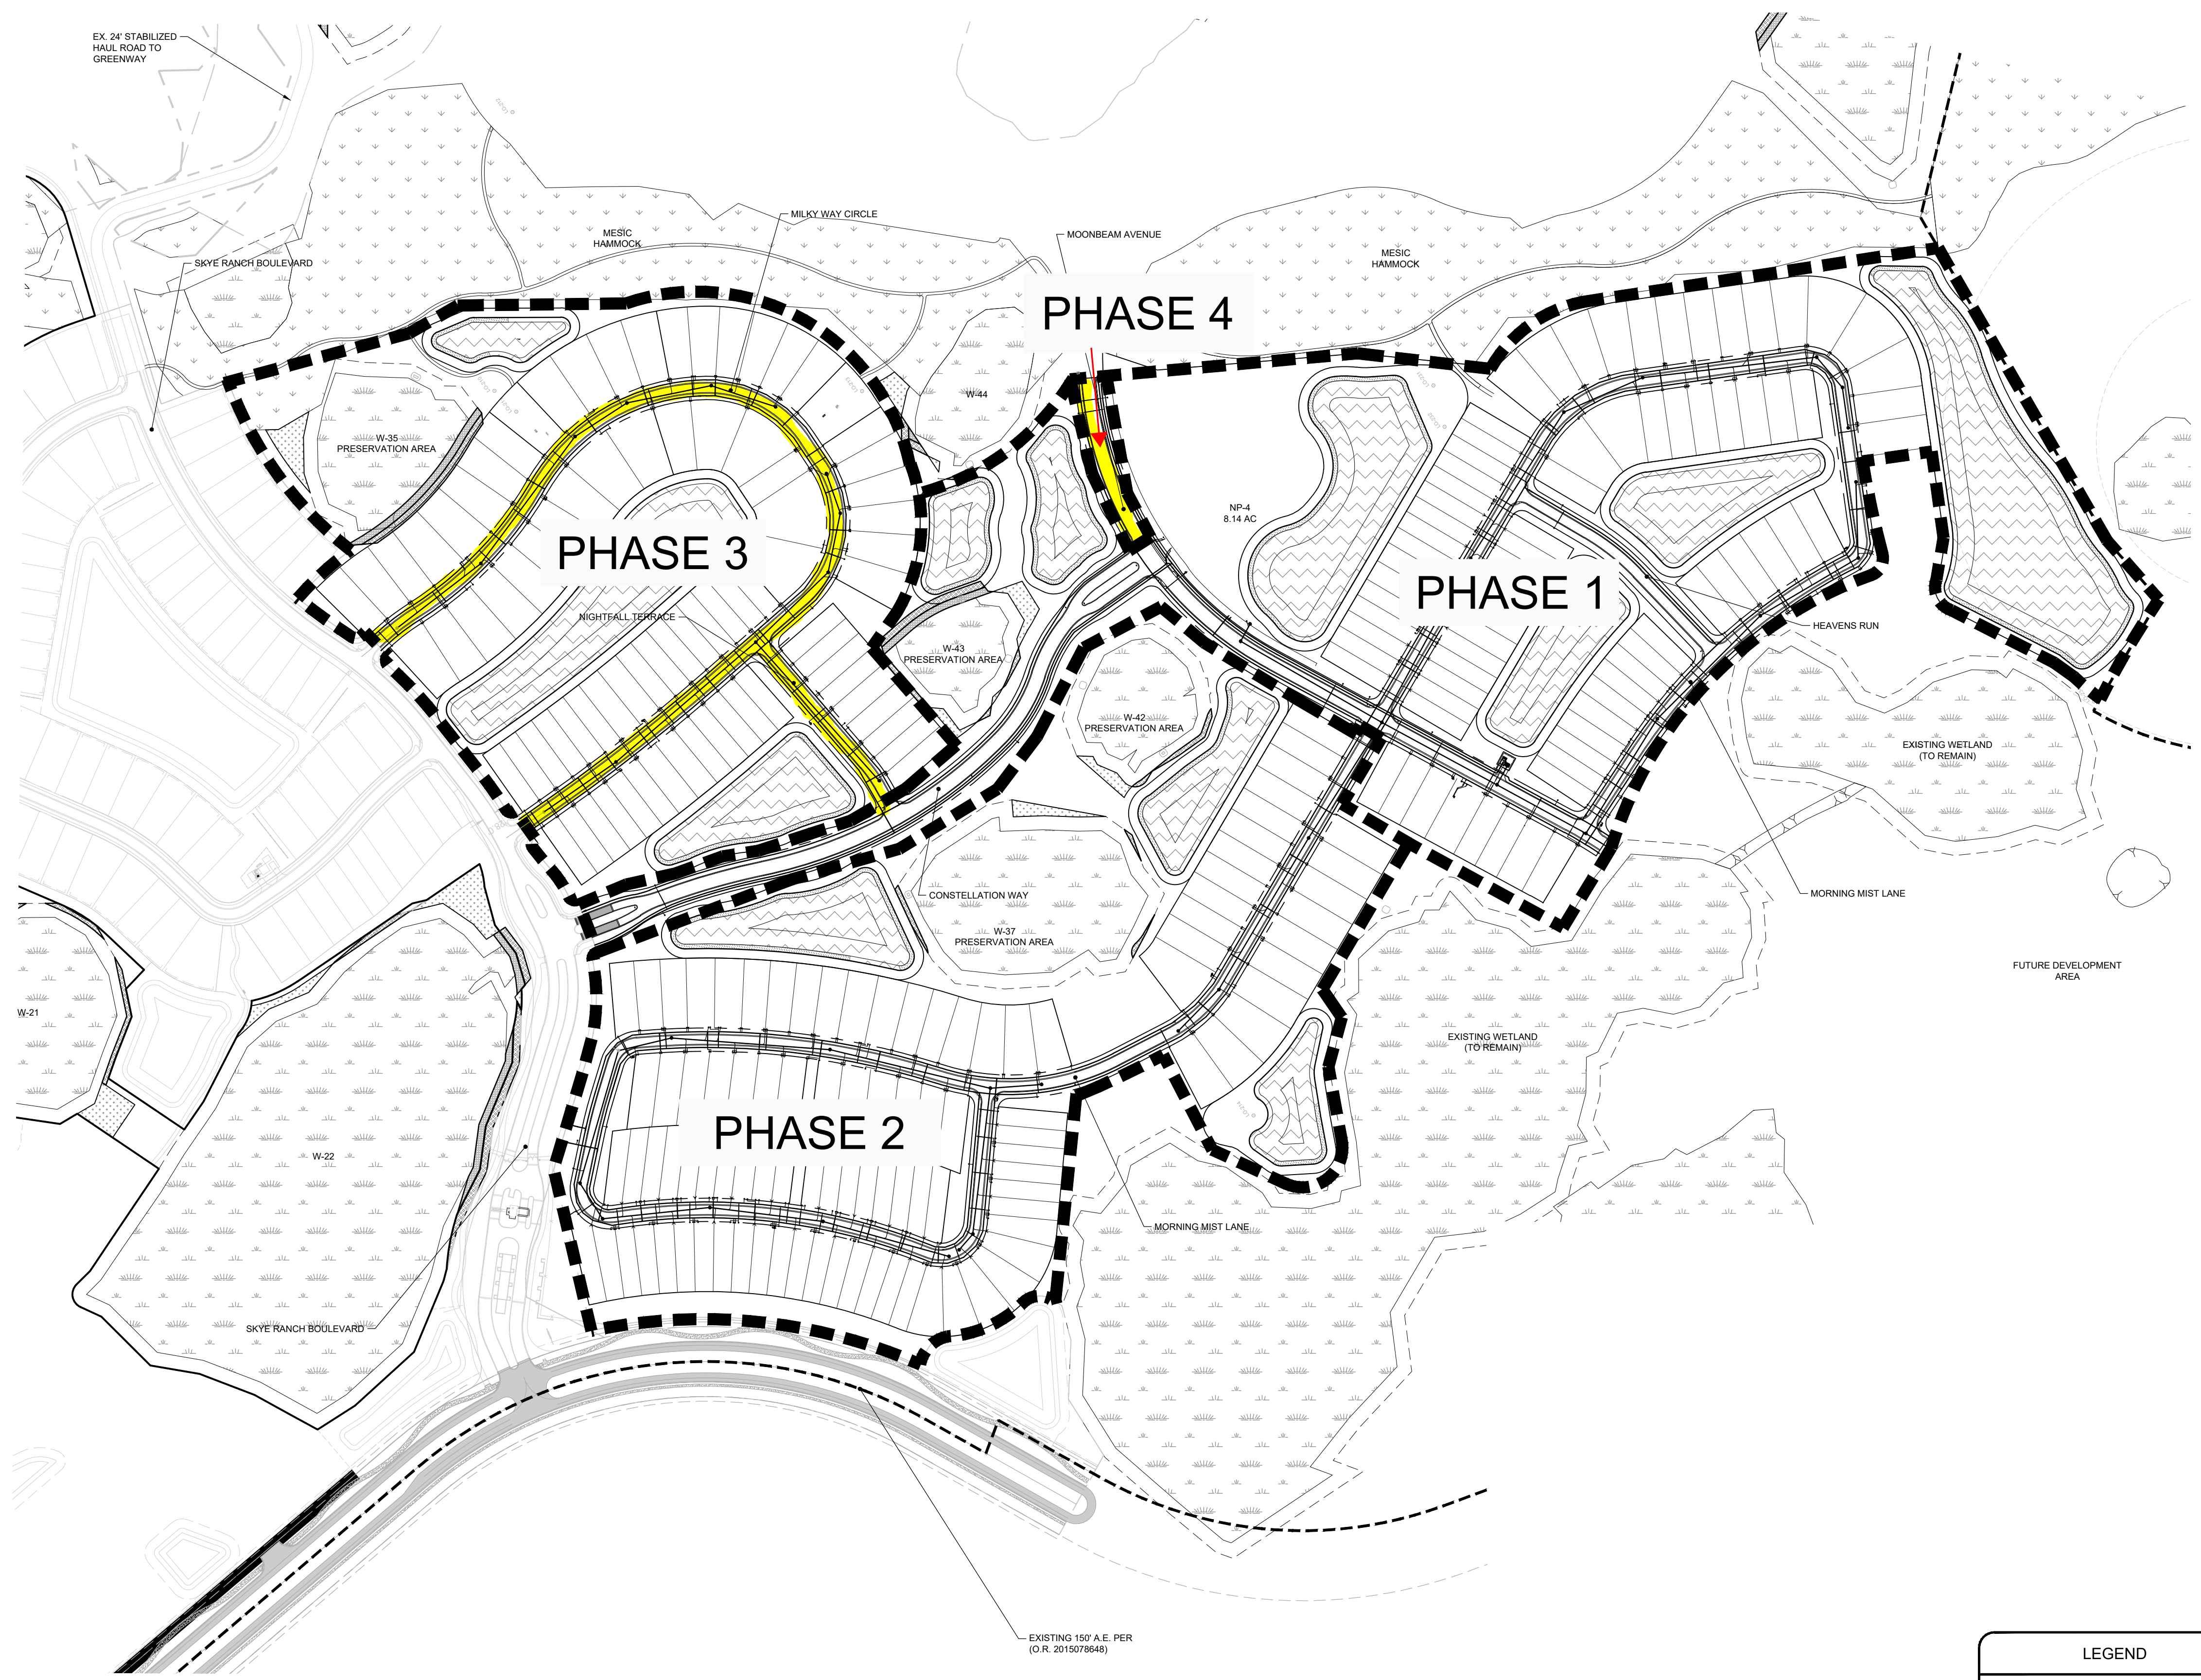 EX. 24' STABILIZED
HAUL ROAD TO
GREENWAY
MILKY WAY CIRCLE
MESIC
HAMMOCK
MOONBEAM AVENUE
MESIC
HAMMOCK
SKYE RANCH BOULEVARD
PHASE 4
W-44
W-35
PRESERVATION AREA
NP-4
8.14 AC
PHASE 3
PHASE 1
NIGHTFALL TERRACE
HEAVENS RUN
W-43
PRESERVATION AREA
W-42
PRESERVATION AREA
EXISTING WETLAND
(TO REMAIN)
CONSTELLATION WAY
MORNING MIST LANE
W-37
PRESERVATION AREA
FUTURE DEVELOPMENT
AREA
W-21
EXISTING WETLAND
(TO REMAIN)
PHASE 2
W-22
MORNING MIST LANE
SKYE RANCH BOULEVARD
EXISTING 150' A.E. PER
(O.R. 2015078648)
LEGEND